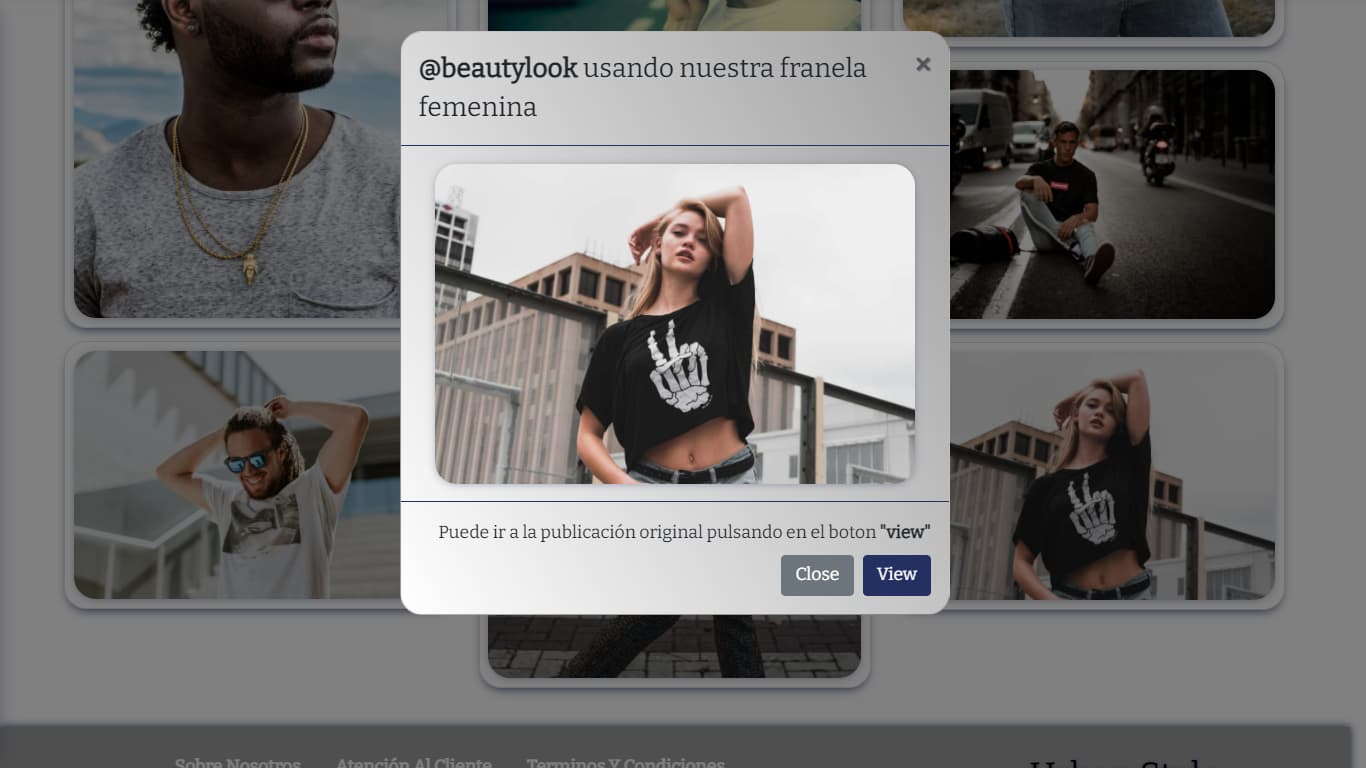 @beautylook usando nuestra franela
femenina
×
Puede ir a la publicación original pulsando en el boton "view"
Close View
Sobre Nosotros Atención Al Cliente Terminos Y Condiciones